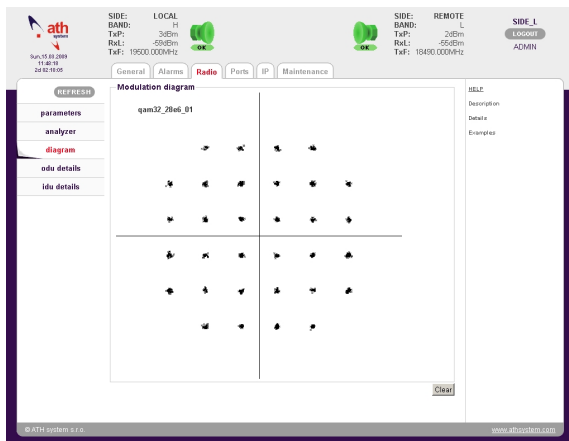 ath
system
Sun,15.03.2009
11:48:18
2d 02:18:05
SIDE: LOCAL
BAND: H
TxP: 3dBm
RxL: -59dBm
TxF: 19500.000MHz
OK
OK
SIDE: REMOTE
BAND: L
TxP: 2dBm
RxL: -55dBm
TxF: 18490.000MHz
SIDE_L
LOGOUT
ADMIN
General Alarms Radio Ports IP Maintenance
REFRESH
parameters
analyzer
diagram
odu details
idu details
Modulation diagram
qam32_28e6_01
Clear
HELP
Description
Details
Examples
© ATH system s.r.o.
www.athsystem.com